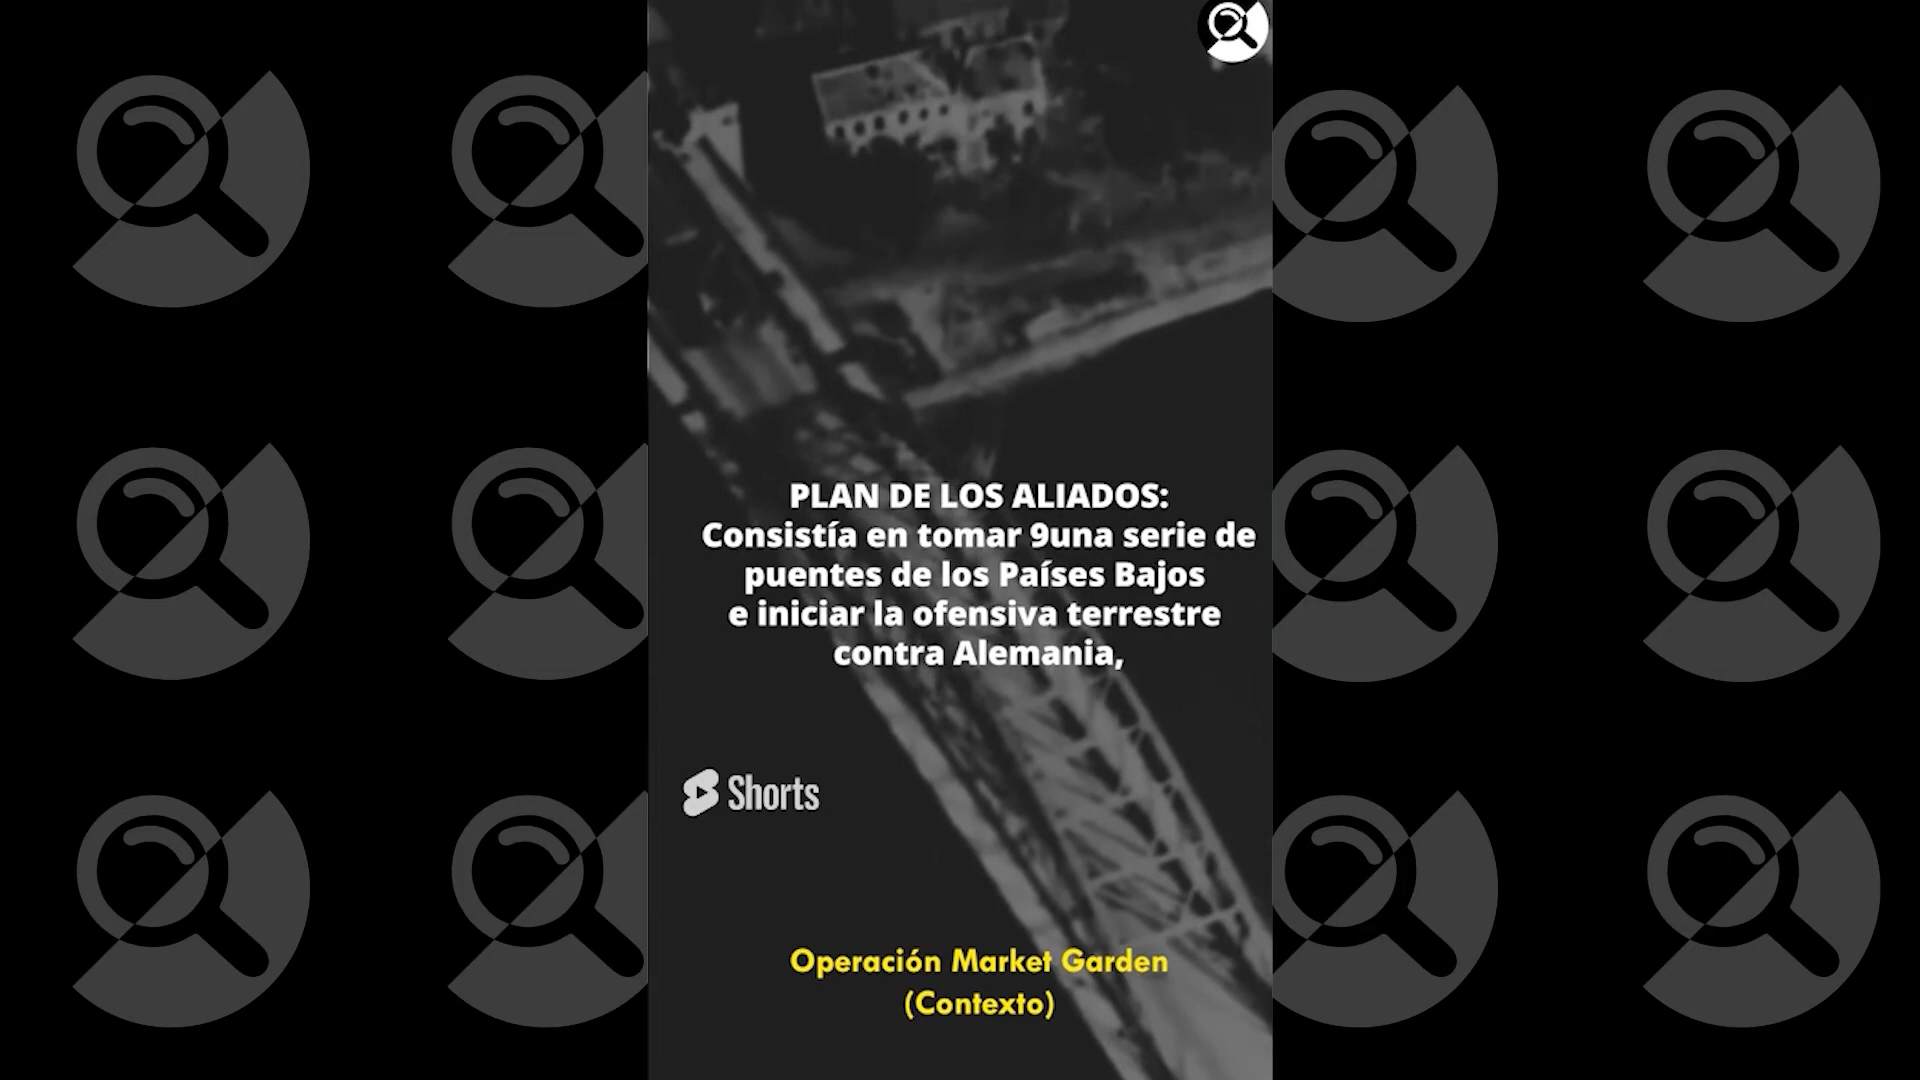 PLAN DE LOS ALIADOS:
Consistía en tomar 9una serie de
puentes de los Países Bajos
e iniciar la ofensiva terrestre
contra Alemania,
Shorts
Operación Market Garden
(Contexto)